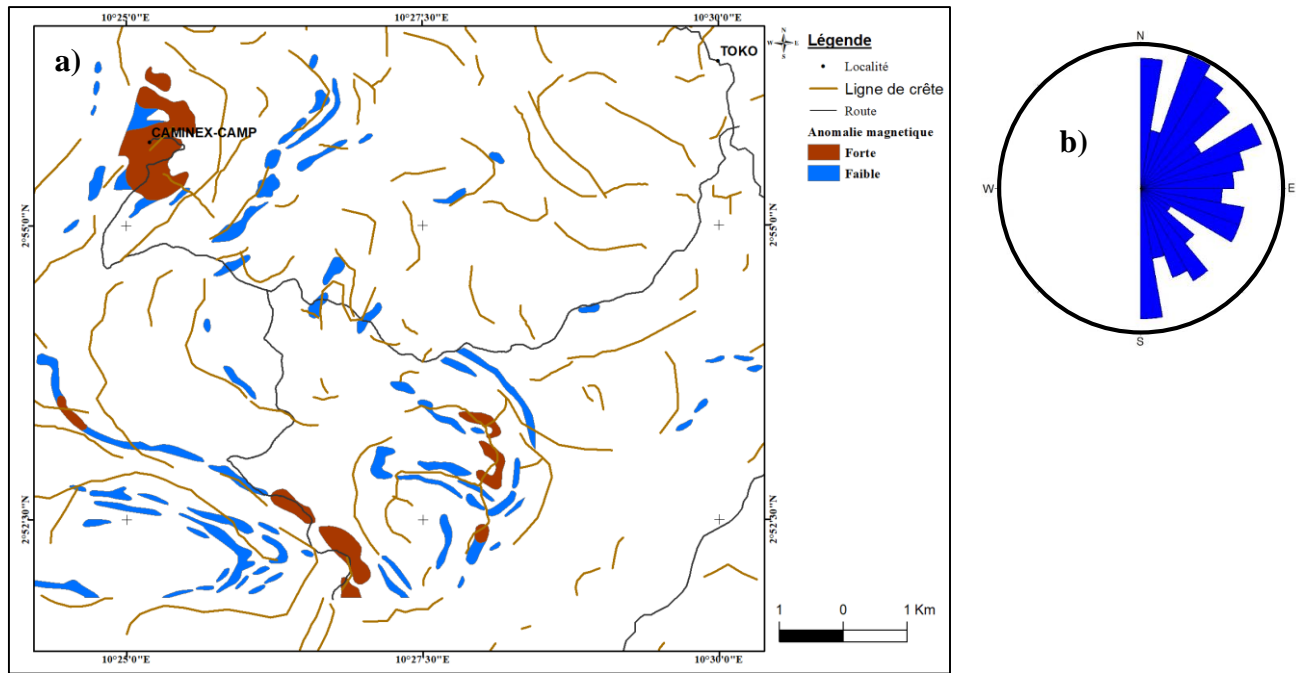 10°25'0"E 10°27'30"E 10°30'0"E
a)
TOKO
CAMINEX-CAMP
2°55'0"N 2°55'0"N
2°52'30"N 2°52'30"N
10°25'0"E 10°27'30"E 10°30'0"E
N
W E
S
Légende
Localité
Ligne de crête
Route
Anomalie magnetique
Forte
Faible
1 0 1 Km
b)
N
W E
S